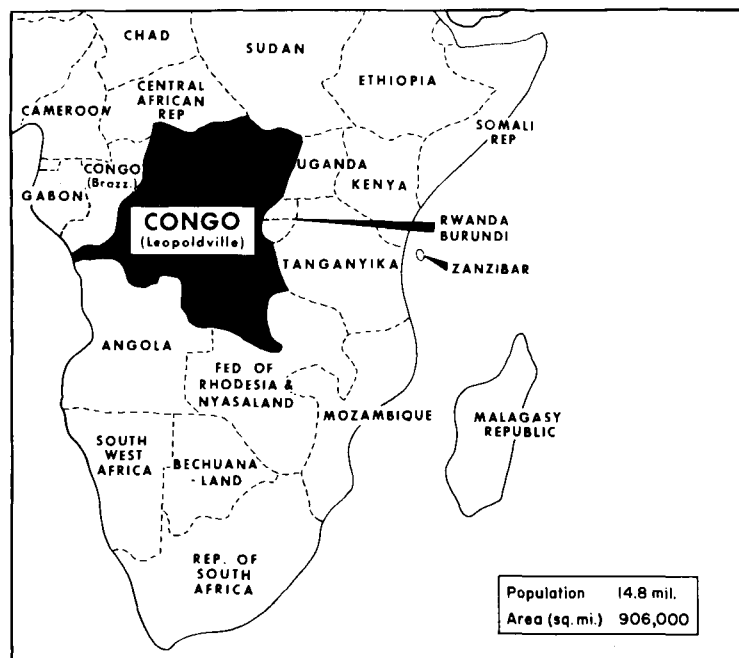 CHAD
SUDAN
ETHIOPIA
CENTRAL
AFRICAN
REP
CAMEROON
SOMALI
REP
UGANDA
CONGO
(Brazz.)
KENYA
GABON
CONGO
(Leopoldville)
RWANDA
BURUNDI
TANGANYIKA
ZANZIBAR
ANGOLA
FED OF
RHODESIA &
NYASALAND
MOZAMBIQUE
MALAGASY
REPUBLIC
SOUTH
WEST
AFRICA
BECHUANA
-LAND
REP. OF
SOUTH
AFRICA
Population 14.8 mil.
Area (sq. mi.) 906,000